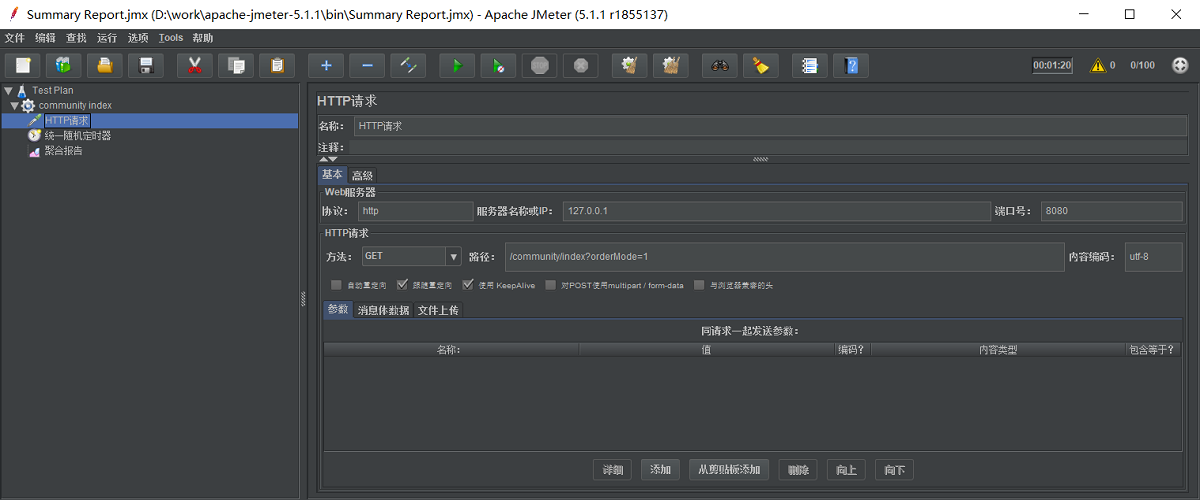 Summary Report.jmx (D:\work\apache-jmeter-5.1.1\bin\Summary Report.jmx) - Apache JMeter (5.1.1 r1855137)
文件 编辑 查找 运行 选项 Tools 帮助
00:01:20 0 0/100
Test Plan
community index
HTTP请求
统一随机定时器
聚合报告
HTTP请求
名称: HTTP请求
注释:
基本 高级
Web服务器
协议: http 服务器名称或IP: 127.0.0.1 端口号: 8080
HTTP请求
方法: GET 路径: /community/index?orderMode=1 内容编码: utf-8
自动重定向 跟随重定向 使用 KeepAlive 对POST使用multipart / form-data 与浏览器兼容的头
参数 消息体数据 文件上传
同请求一起发送参数:
名称: 值 编码? 内容类型 包含等于?
详细 添加 从剪贴板添加 删除 向上 向下